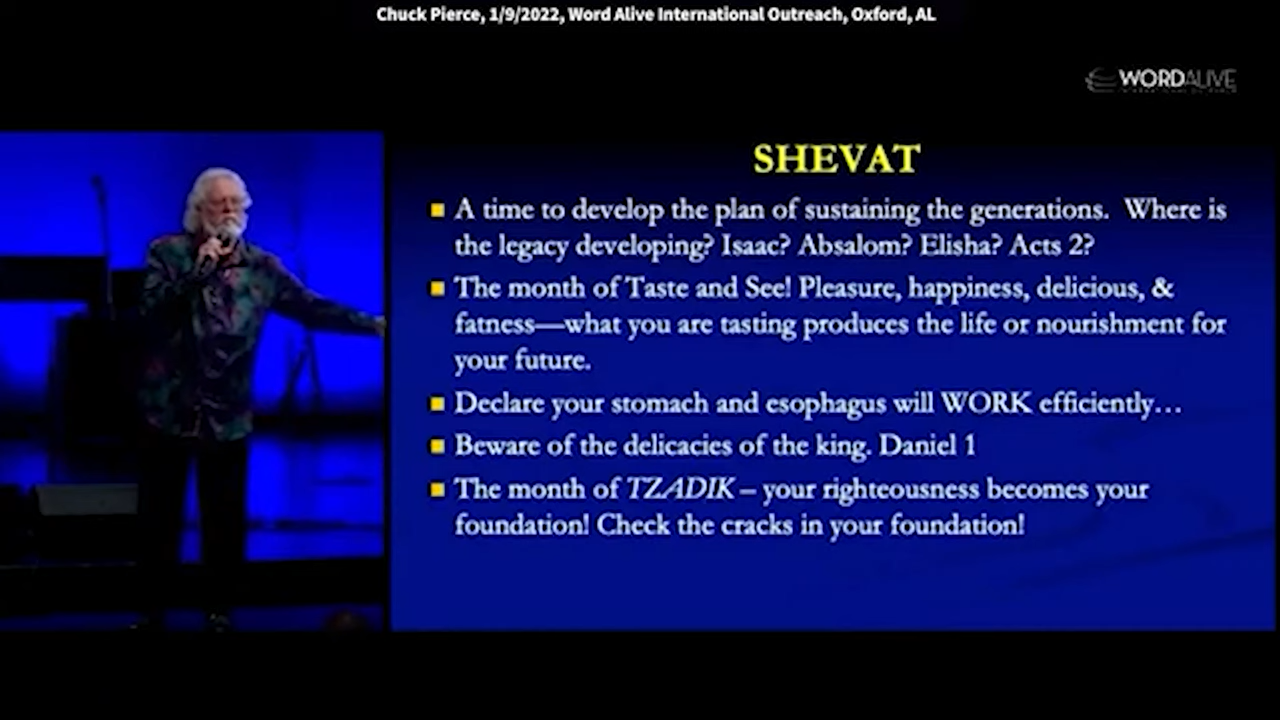 Chuck Pierce, 1/9/2022, Word Alive International Outreach, Oxford, AL
WORDALIVE
SHEVAT
A time to develop the plan of sustaining the generations. Where is
the legacy developing? Isaac? Absalom? Elisha? Acts 2?
The month of Taste and See! Pleasure, happiness, delicious, &
fatness—what you are tasting produces the life or nourishment for
your future.
Declare your stomach and esophagus will WORK efficiently…
Beware of the delicacies of the king. Daniel 1
The month of TZADIK – your righteousness becomes your
foundation! Check the cracks in your foundation!